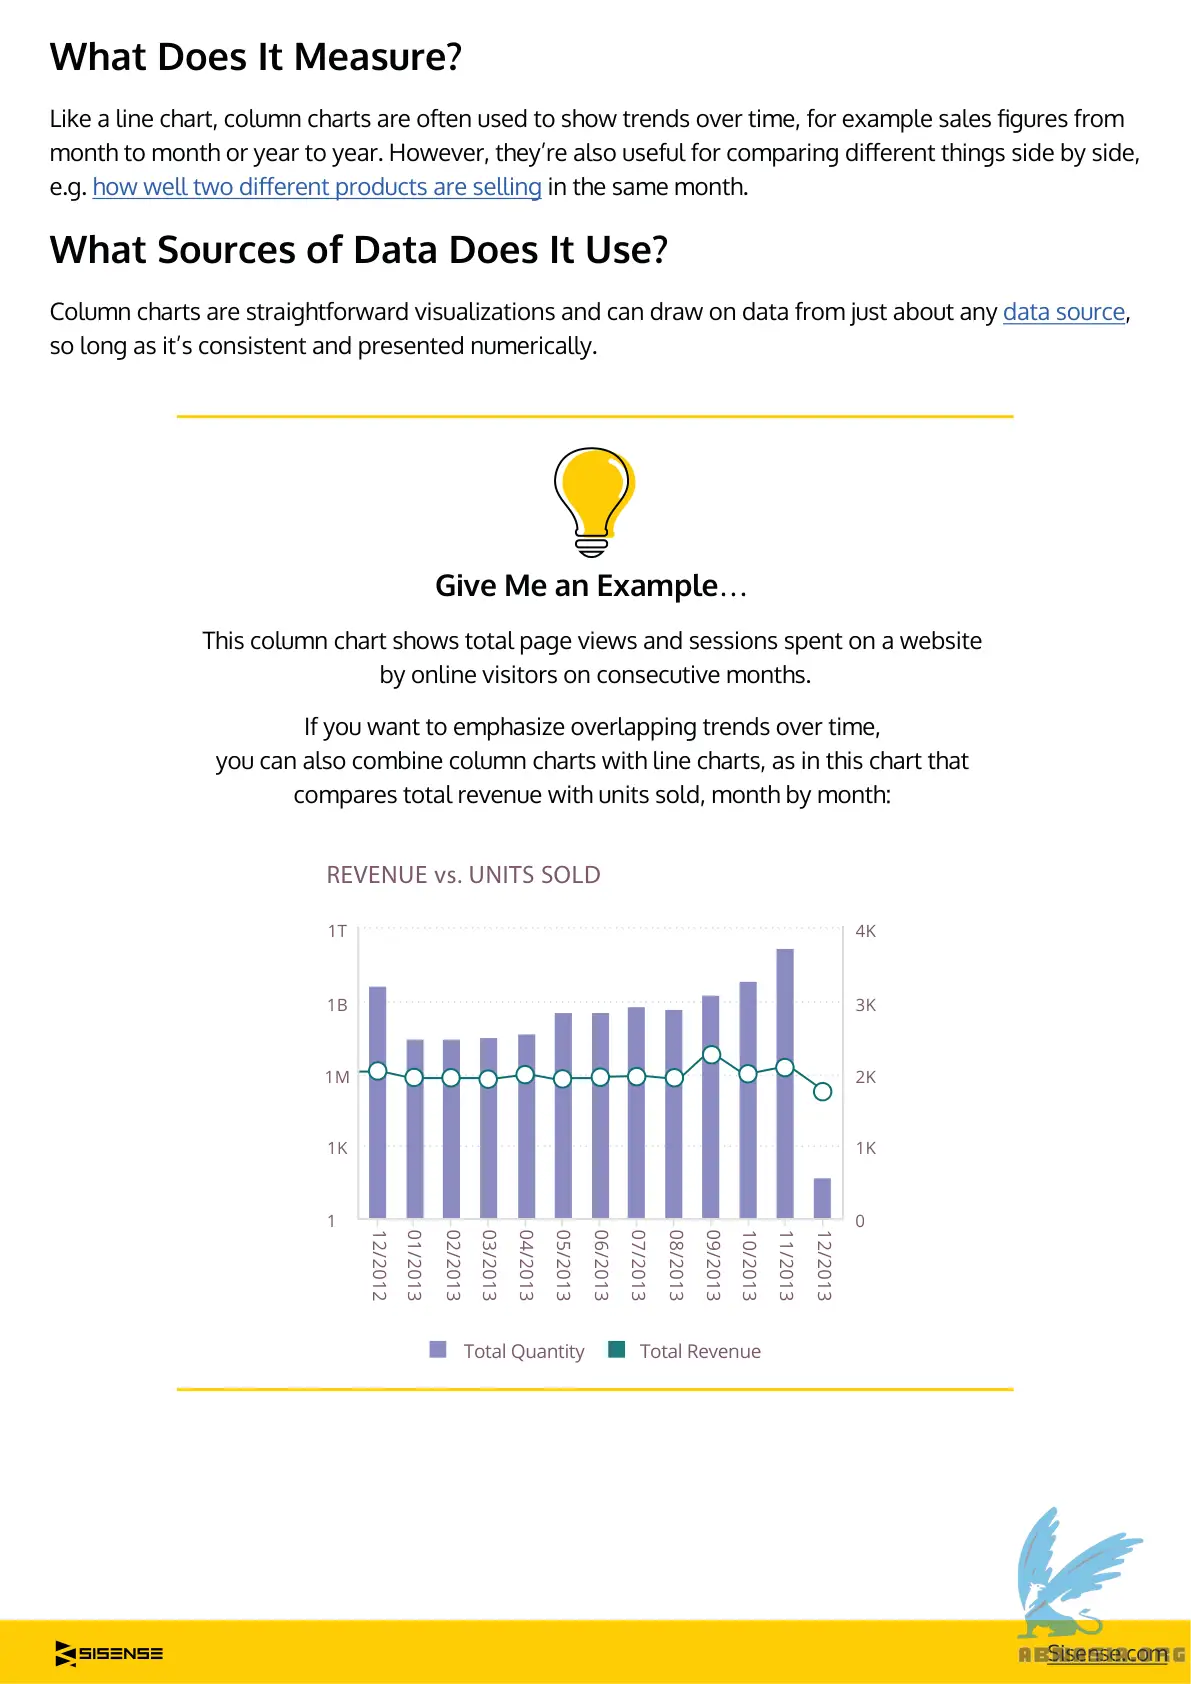 What Does It Measure?
Like a line chart, column charts are often used to show trends over time, for example sales figures from
month to month or year to year. However, they’re also useful for comparing different things side by side,
e.g. how well two different products are selling in the same month.
What Sources of Data Does It Use?
Column charts are straightforward visualizations and can draw on data from just about any data source,
so long as it’s consistent and presented numerically.
Give Me an Example…
This column chart shows total page views and sessions spent on a website
by online visitors on consecutive months.
If you want to emphasize overlapping trends over time,
you can also combine column charts with line charts, as in this chart that
compares total revenue with units sold, month by month:
REVENUE vs. UNITS SOLD
1T 4K
1B 3K
1M 2K
1K 1K
1 0
12/2012
01/2013
02/2013
03/2013
04/2013
05/2013
06/2013
07/2013
08/2013
09/2013
10/2013
11/2013
12/2013
Total Quantity Total Revenue
SISENSE
Sisense.com